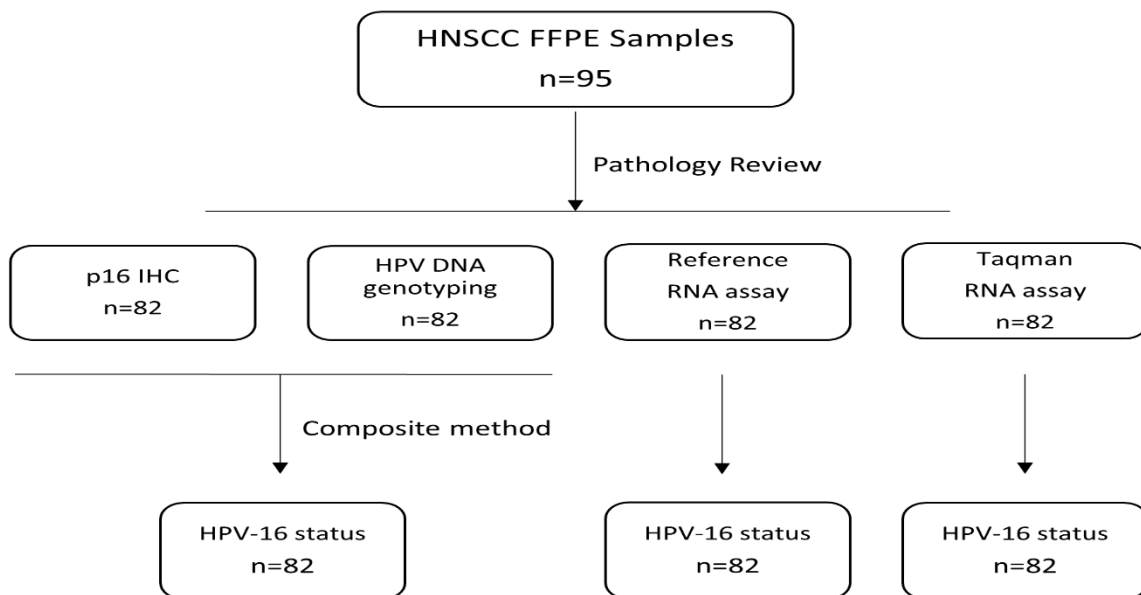 HNSCC FFPE Samples
n=95
Pathology Review
p16 IHC
n=82
HPV DNA
genotyping
n=82
Reference
RNA assay
n=82
Taqman
RNA assay
n=82
Composite method
HPV-16 status
n=82
HPV-16 status
n=82
HPV-16 status
n=82